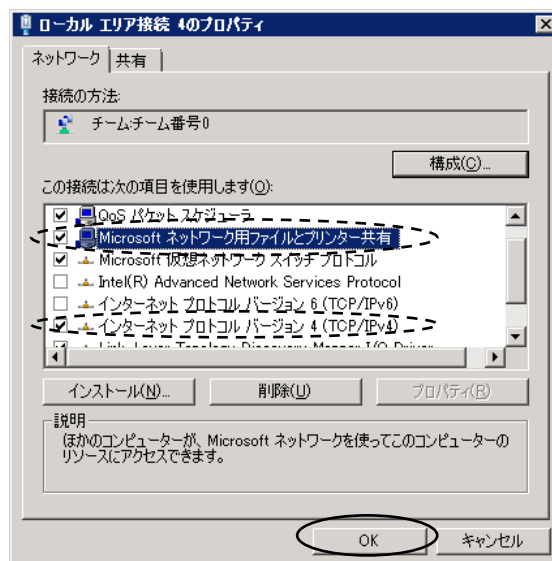 ローカル エリア接続 4のプロパティ
ネットワーク 共有
接続の方法:
チーム:チーム番号0
構成(C)...
この接続は次の項目を使用します(O):
QoS パケット スケジューラ
Microsoft ネットワーク用ファイルとプリンター共有
Microsoft 仮想ネットワーク スイッチ プロトコル
Intel(R) Advanced Network Services Protocol
インターネット プロトコル バージョン 6 (TCP/IPv6)
インターネット プロトコル バージョン 4 (TCP/IPv4)
Link-Layer Topology Discovery Mapper I/O Driver
インストール(N)... 削除(U) プロパティ(R)
説明
ほかのコンピューターが、Microsoft ネットワークを使ってこのコンピューターの
リソースにアクセスできます。
OK キャンセル